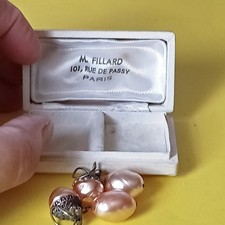 M. FILLARD
101, RUE DE PASSY
PARIS